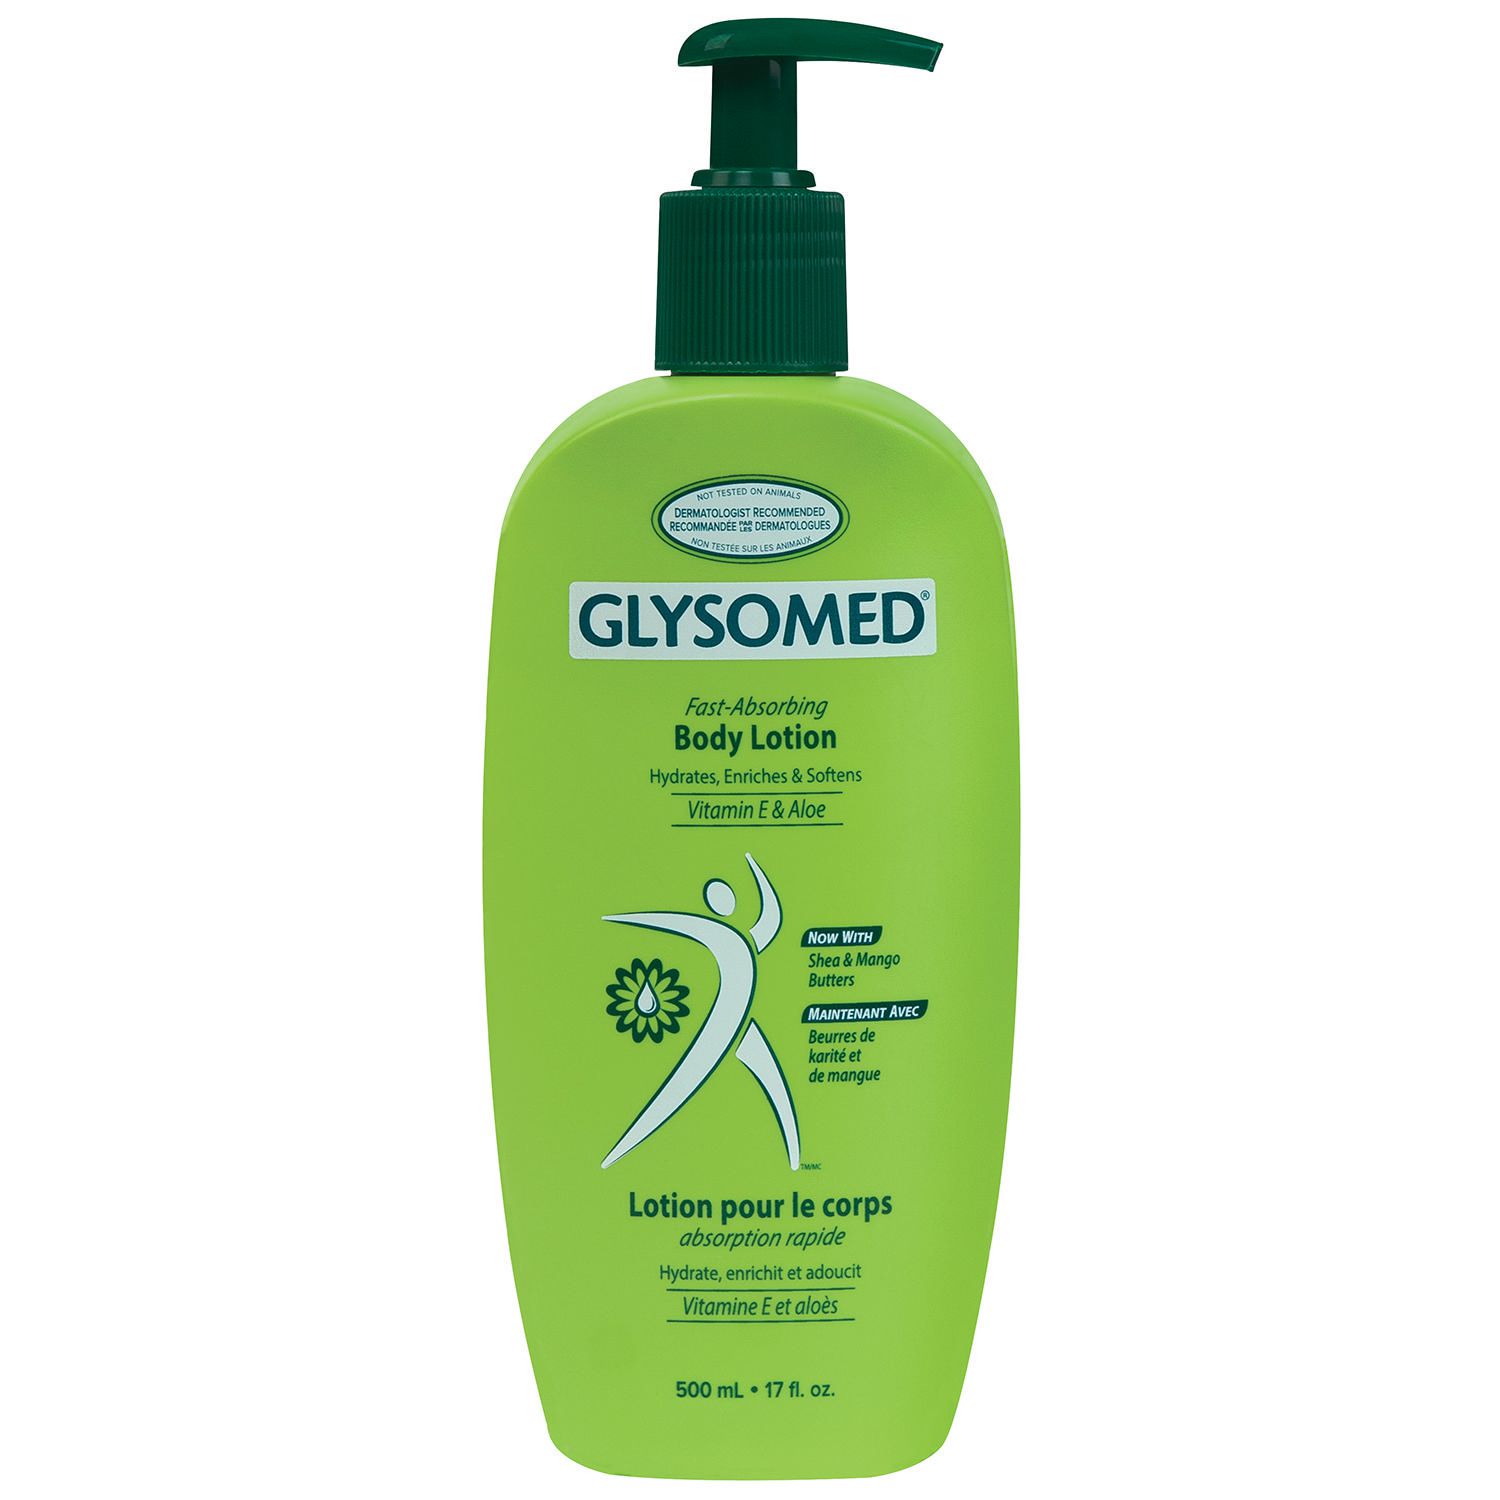 NOT TESTED ON ANIMALS
DERMATOLOGIST RECOMMENDED
RECOMMANDÉE PAR LES DERMATOLOGUES
NON TESTÉE SUR LES ANIMAUX
GLYSOMED®
Fast-Absorbing
Body Lotion
Hydrates, Enriches & Softens
Vitamin E & Aloe
NOW WITH
Shea & Mango
Butters
MAINTENANT AVEC
Beurres de
karité et
de mangue
TM/MC
Lotion pour le corps
absorption rapide
Hydrate, enrichit et adoucit
Vitamine E et aloès
500 mL • 17 fl. oz.